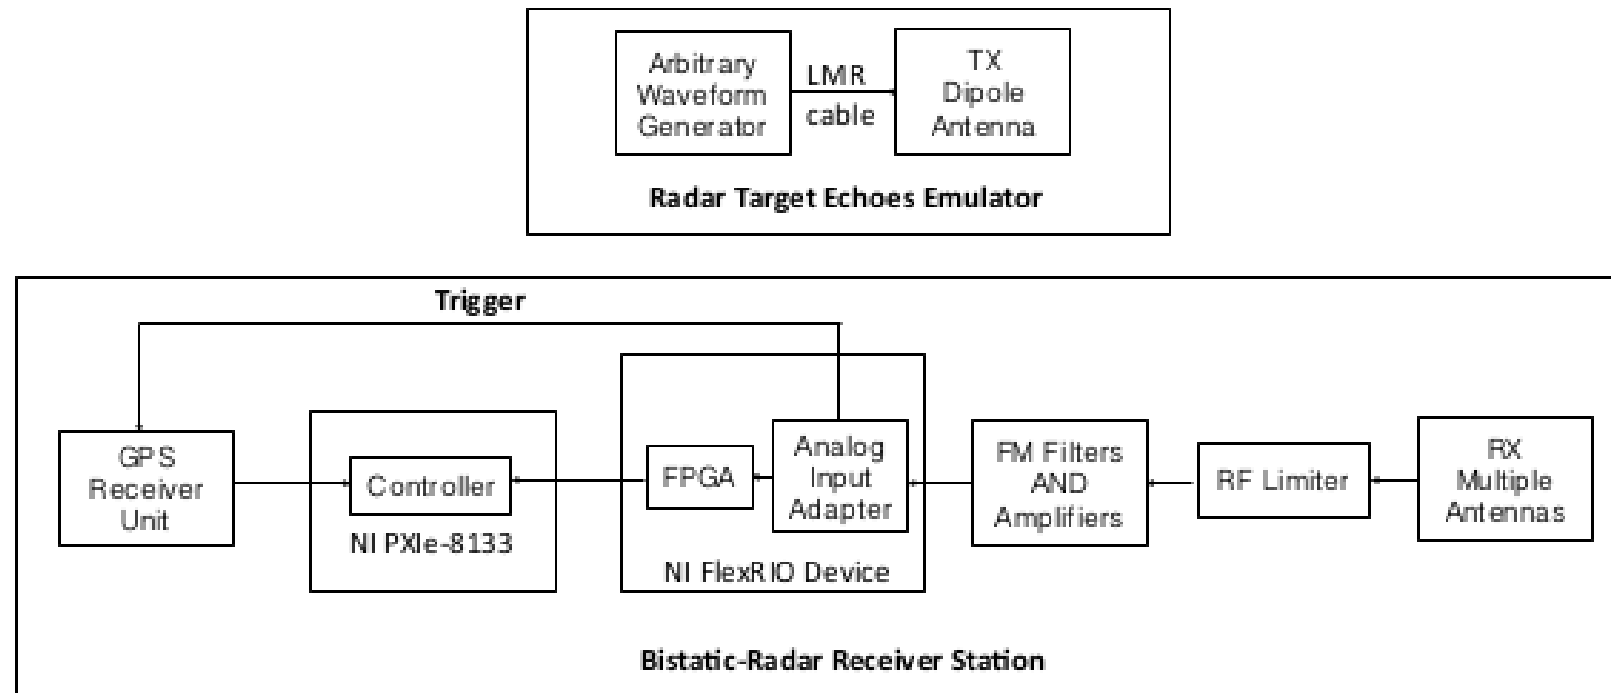 Arbitrary
Waveform
Generator
LMR
cable
TX
Dipole
Antenna
Radar Target Echoes Emulator
Trigger
GPS
Receiver
Unit
Controller
NI PXIe-8133
FPGA
Analog
Input
Adapter
NI FlexRIO Device
FM Filters
AND
Amplifiers
RF Limiter
RX
Multiple
Antennas
Bistatic-Radar Receiver Station